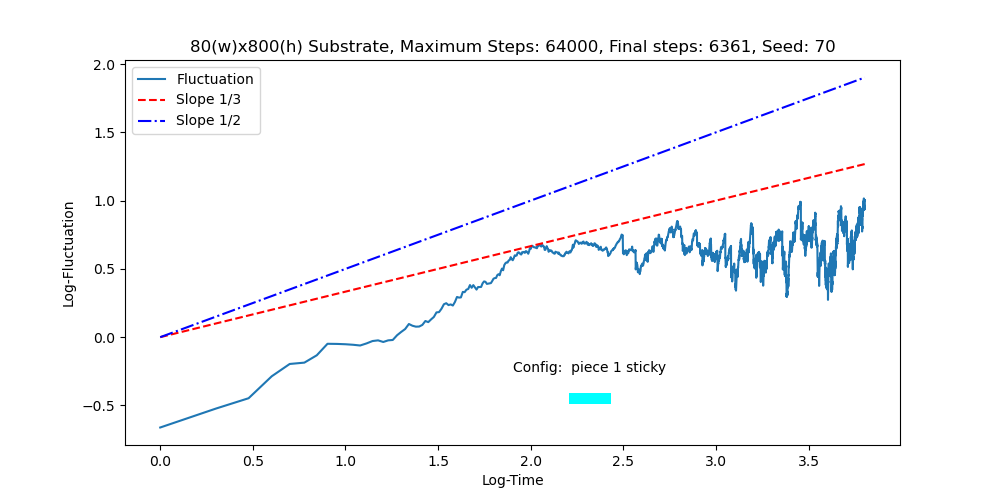 80(w)x800(h) Substrate, Maximum Steps: 64000, Final steps: 6361, Seed: 70
Fluctuation
Slope 1/3
Slope 1/2
2.0
1.5
1.0
0.5
0.0
−0.5
Log-Fluctuation
Config:  piece 1 sticky
0.0 0.5 1.0 1.5 2.0 2.5 3.0 3.5
Log-Time